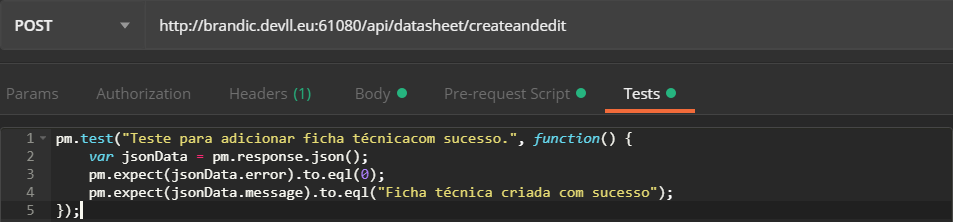 POST http://brandic.devll.eu:61080/api/datasheet/createandedit
Params Authorization Headers (1) Body Pre-request Script Tests
1 pm.test("Teste para adicionar ficha técnicacom sucesso.", function() {
2 var jsonData = pm.response.json();
3 pm.expect(jsonData.error).to.eql(0);
4 pm.expect(jsonData.message).to.eql("Ficha técnica criada com sucesso");
5 });